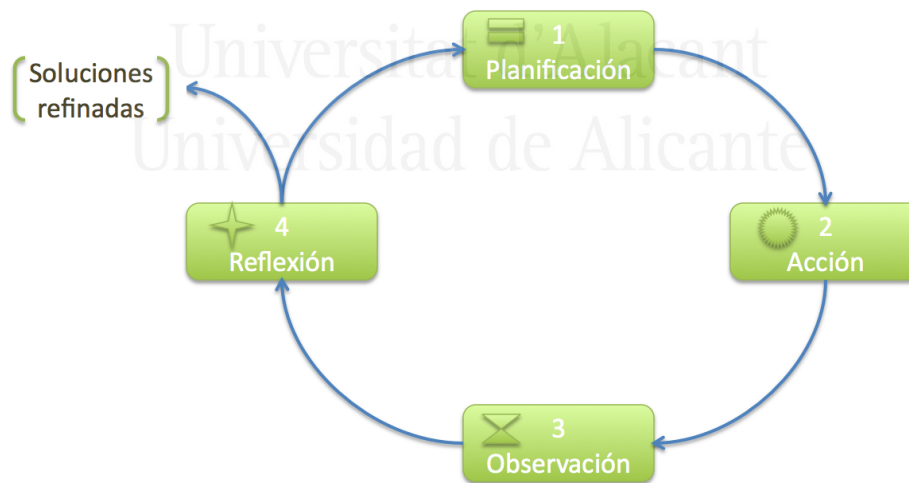 Universitat d'Alacant
Universidad de Alicante
1
Planificación
2
Acción
3
Observación
4
Reflexión
Soluciones
refinadas